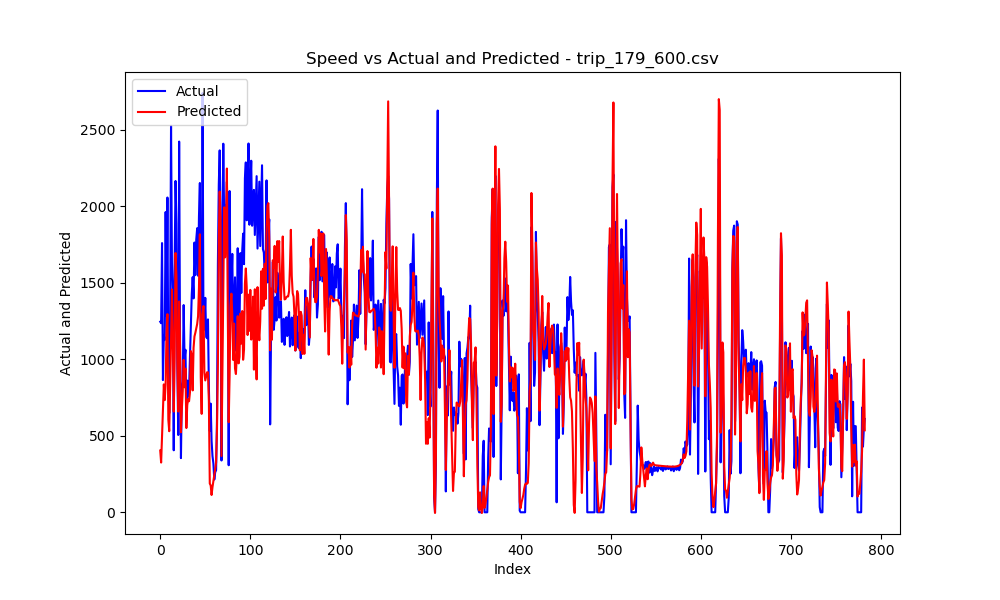 Speed vs Actual and Predicted - trip_179_600.csv
Actual
Predicted
Actual and Predicted
2500
2000
1500
1000
500
0
0 100 200 300 400 500 600 700 800
Index